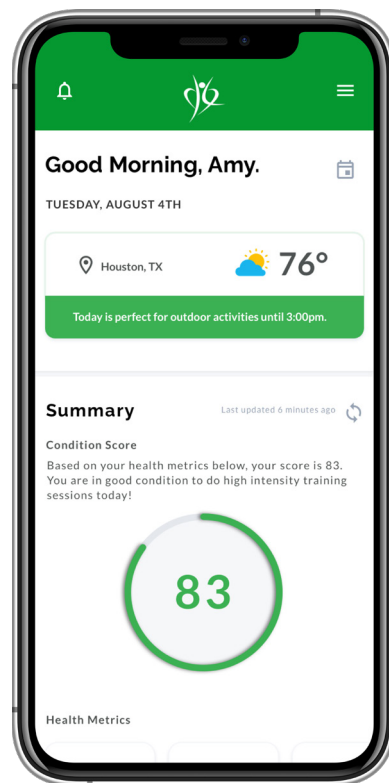 Good Morning, Amy.
TUESDAY, AUGUST 4TH
Houston, TX
76°
Today is perfect for outdoor activities until 3:00pm.
Summary
Last updated 6 minutes ago
Condition Score
Based on your health metrics below, your score is 83.
You are in good condition to do high intensity training
sessions today!
83
Health Metrics